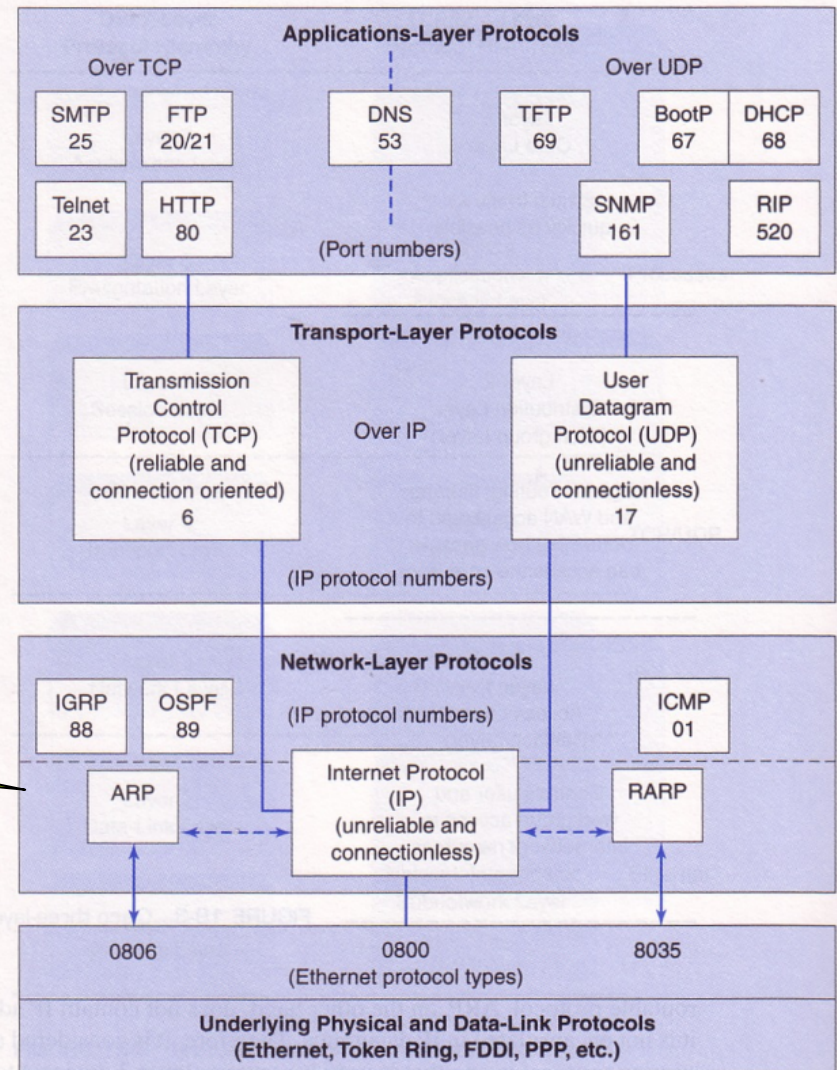 Applications-Layer Protocols
Over TCP
Over UDP
SMTP
25
FTP
20/21
DNS
53
TFTP
69
BootP
67
DHCP
68
Telnet
23
HTTP
80
SNMP
161
RIP
520
(Port numbers)
Transport-Layer Protocols
Transmission
Control
Protocol (TCP)
(reliable and
connection oriented)
6
Over IP
User
Datagram
Protocol (UDP)
(unreliable and
connectionless)
17
(IP protocol numbers)
Network-Layer Protocols
IGRP
88
OSPF
89
(IP protocol numbers)
ICMP
01
ARP
Internet Protocol
(IP)
(unreliable and
connectionless)
RARP
0806
0800
8035
(Ethernet protocol types)
Underlying Physical and Data-Link Protocols
(Ethernet, Token Ring, FDDI, PPP, etc.)